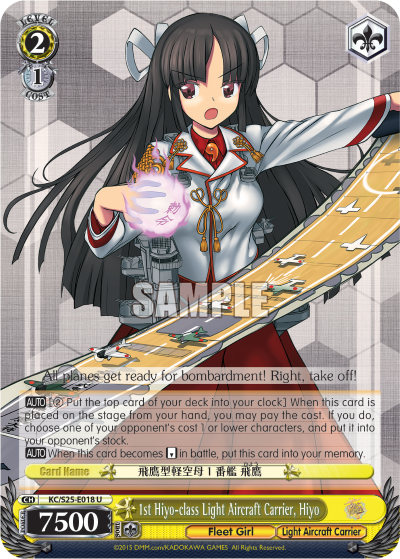 LEVEL
2
1
COST
SAMPLE
All planes get ready for bombardment! Right, take off!
AUTO [② Put the top card of your deck into your clock] When this card is
placed on the stage from your hand, you may pay the cost. If you do,
choose one of your opponent's cost 1 or lower characters, and put it into
your stock.
AUTO When this card becomes in battle, put this card into your memory.
Card Name
飛鷹型軽空母1番艦 飛鷹
CH KC/S25-E018 U
1st Hiyo-class Light Aircraft Carrier, Hiyo
POWER
7500
SOUL
Fleet Girl
Light Aircraft Carrier
©2015 DMM.com/KADOKAWA GAMES All Rights Reserved.